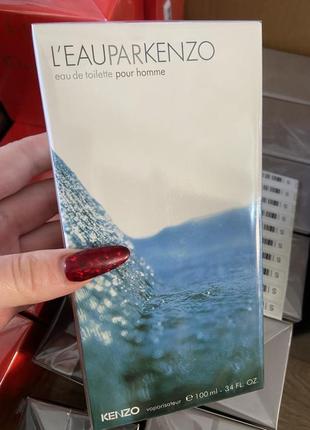 L'EAUPARKENZO
eau de toilette pour homme
KENZO vaporisateur ℮ 100 ml - 3.4 FL. OZ.